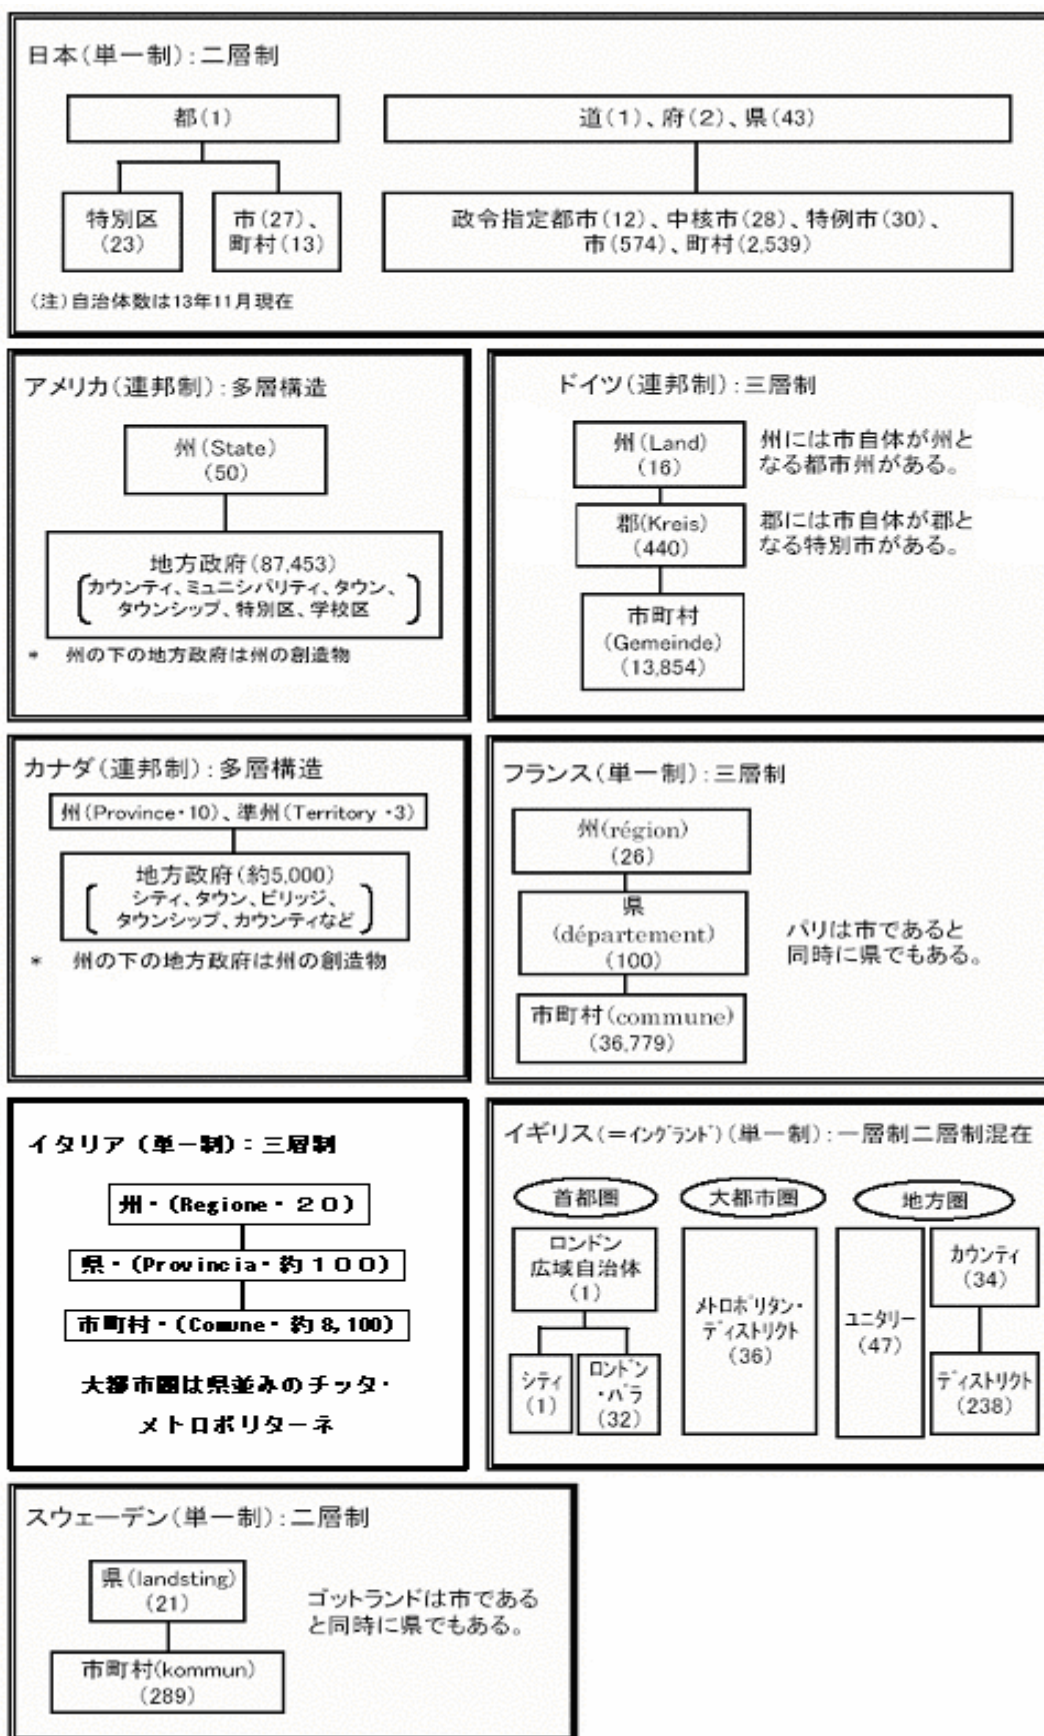 日本(単一制):二層制
都(1)
道(1)、府(2)、県(43)
特別区
(23)
市(27)、
町村(13)
政令指定都市(12)、中核市(28)、特例市(30)、
市(574)、町村(2,539)
(注)自治体数は13年11月現在
アメリカ(連邦制):多層構造
州(State)
(50)
地方政府(87,453)
カウンティ、ミュニシパリティ、タウン、
タウンシップ、特別区、学校区
* 州の下の地方政府は州の創造物
ドイツ(連邦制):三層制
州(Land)
(16)
州には市自体が州と
なる都市州がある。
郡(Kreis)
(440)
郡には市自体が郡と
なる特別市がある。
市町村
(Gemeinde)
(13,854)
カナダ(連邦制):多層構造
州(Province・10)、準州(Territory・3)
地方政府(約5,000)
シティ、タウン、ビリッジ、
タウンシップ、カウンティなど
* 州の下の地方政府は州の創造物
フランス(単一制):三層制
州(région)
(26)
県
(département)
(100)
パリは市であると
同時に県でもある。
市町村(commune)
(36,779)
イタリア(単一制):三層制
州・(Regione・20)
県・(Provincia・約100)
市町村・(Comune・約8,100)
大都市圏は県並みのチッタ・
メトロポリターネ
イギリス(=イングランド)(単一制):一層制二層制混在
首都圏
大都市圏
地方圏
ロンドン
広域自治体
(1)
シティ
(1)
ロンドン
・バラ
(32)
メトロポリタン・
ディストリクト
(36)
ユニタリー
(47)
カウンティ
(34)
ディストリクト
(238)
スウェーデン(単一制):二層制
県(landsting)
(21)
ゴットランドは市である
と同時に県でもある。
市町村(kommun)
(289)